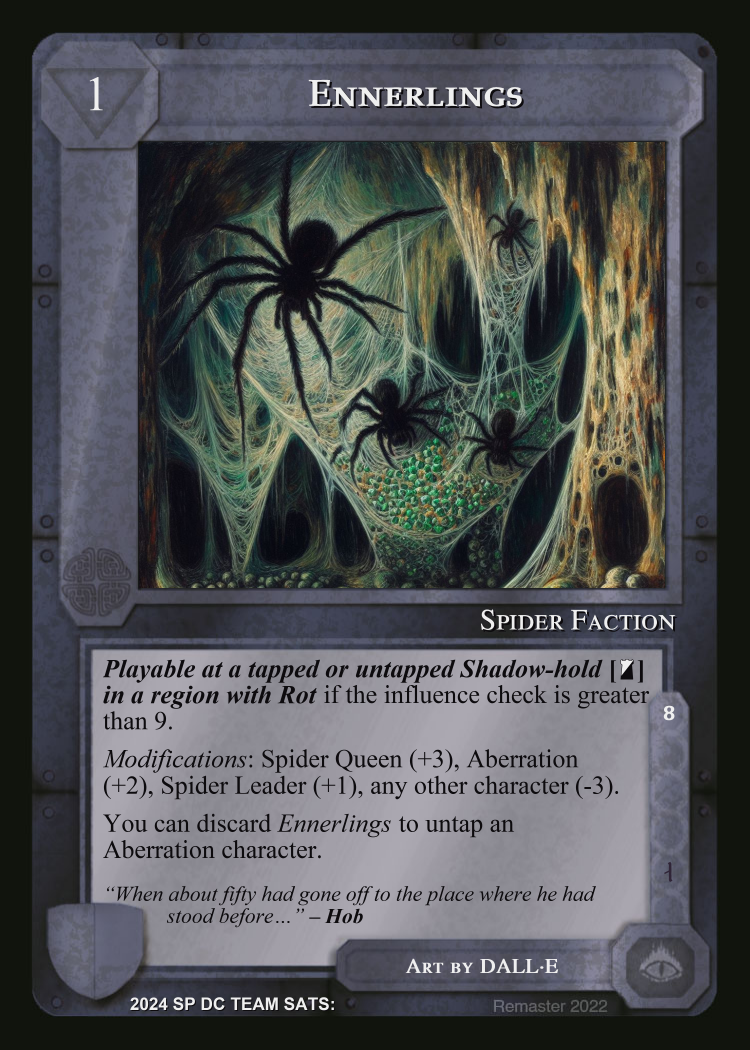 1
ENNERLINGS
SPIDER FACTION
Playable at a tapped or untapped Shadow-hold [ ]
in a region with Rot if the influence check is greater
than 9.
8
Modifications: Spider Queen (+3), Aberration
(+2), Spider Leader (+1), any other character (-3).
You can discard Ennerlings to untap an
Aberration character.
“When about fifty had gone off to the place where he had
stood before…” – Hob
ART BY DALL·E
2024 SP DC TEAM SATS:
Remaster 2022